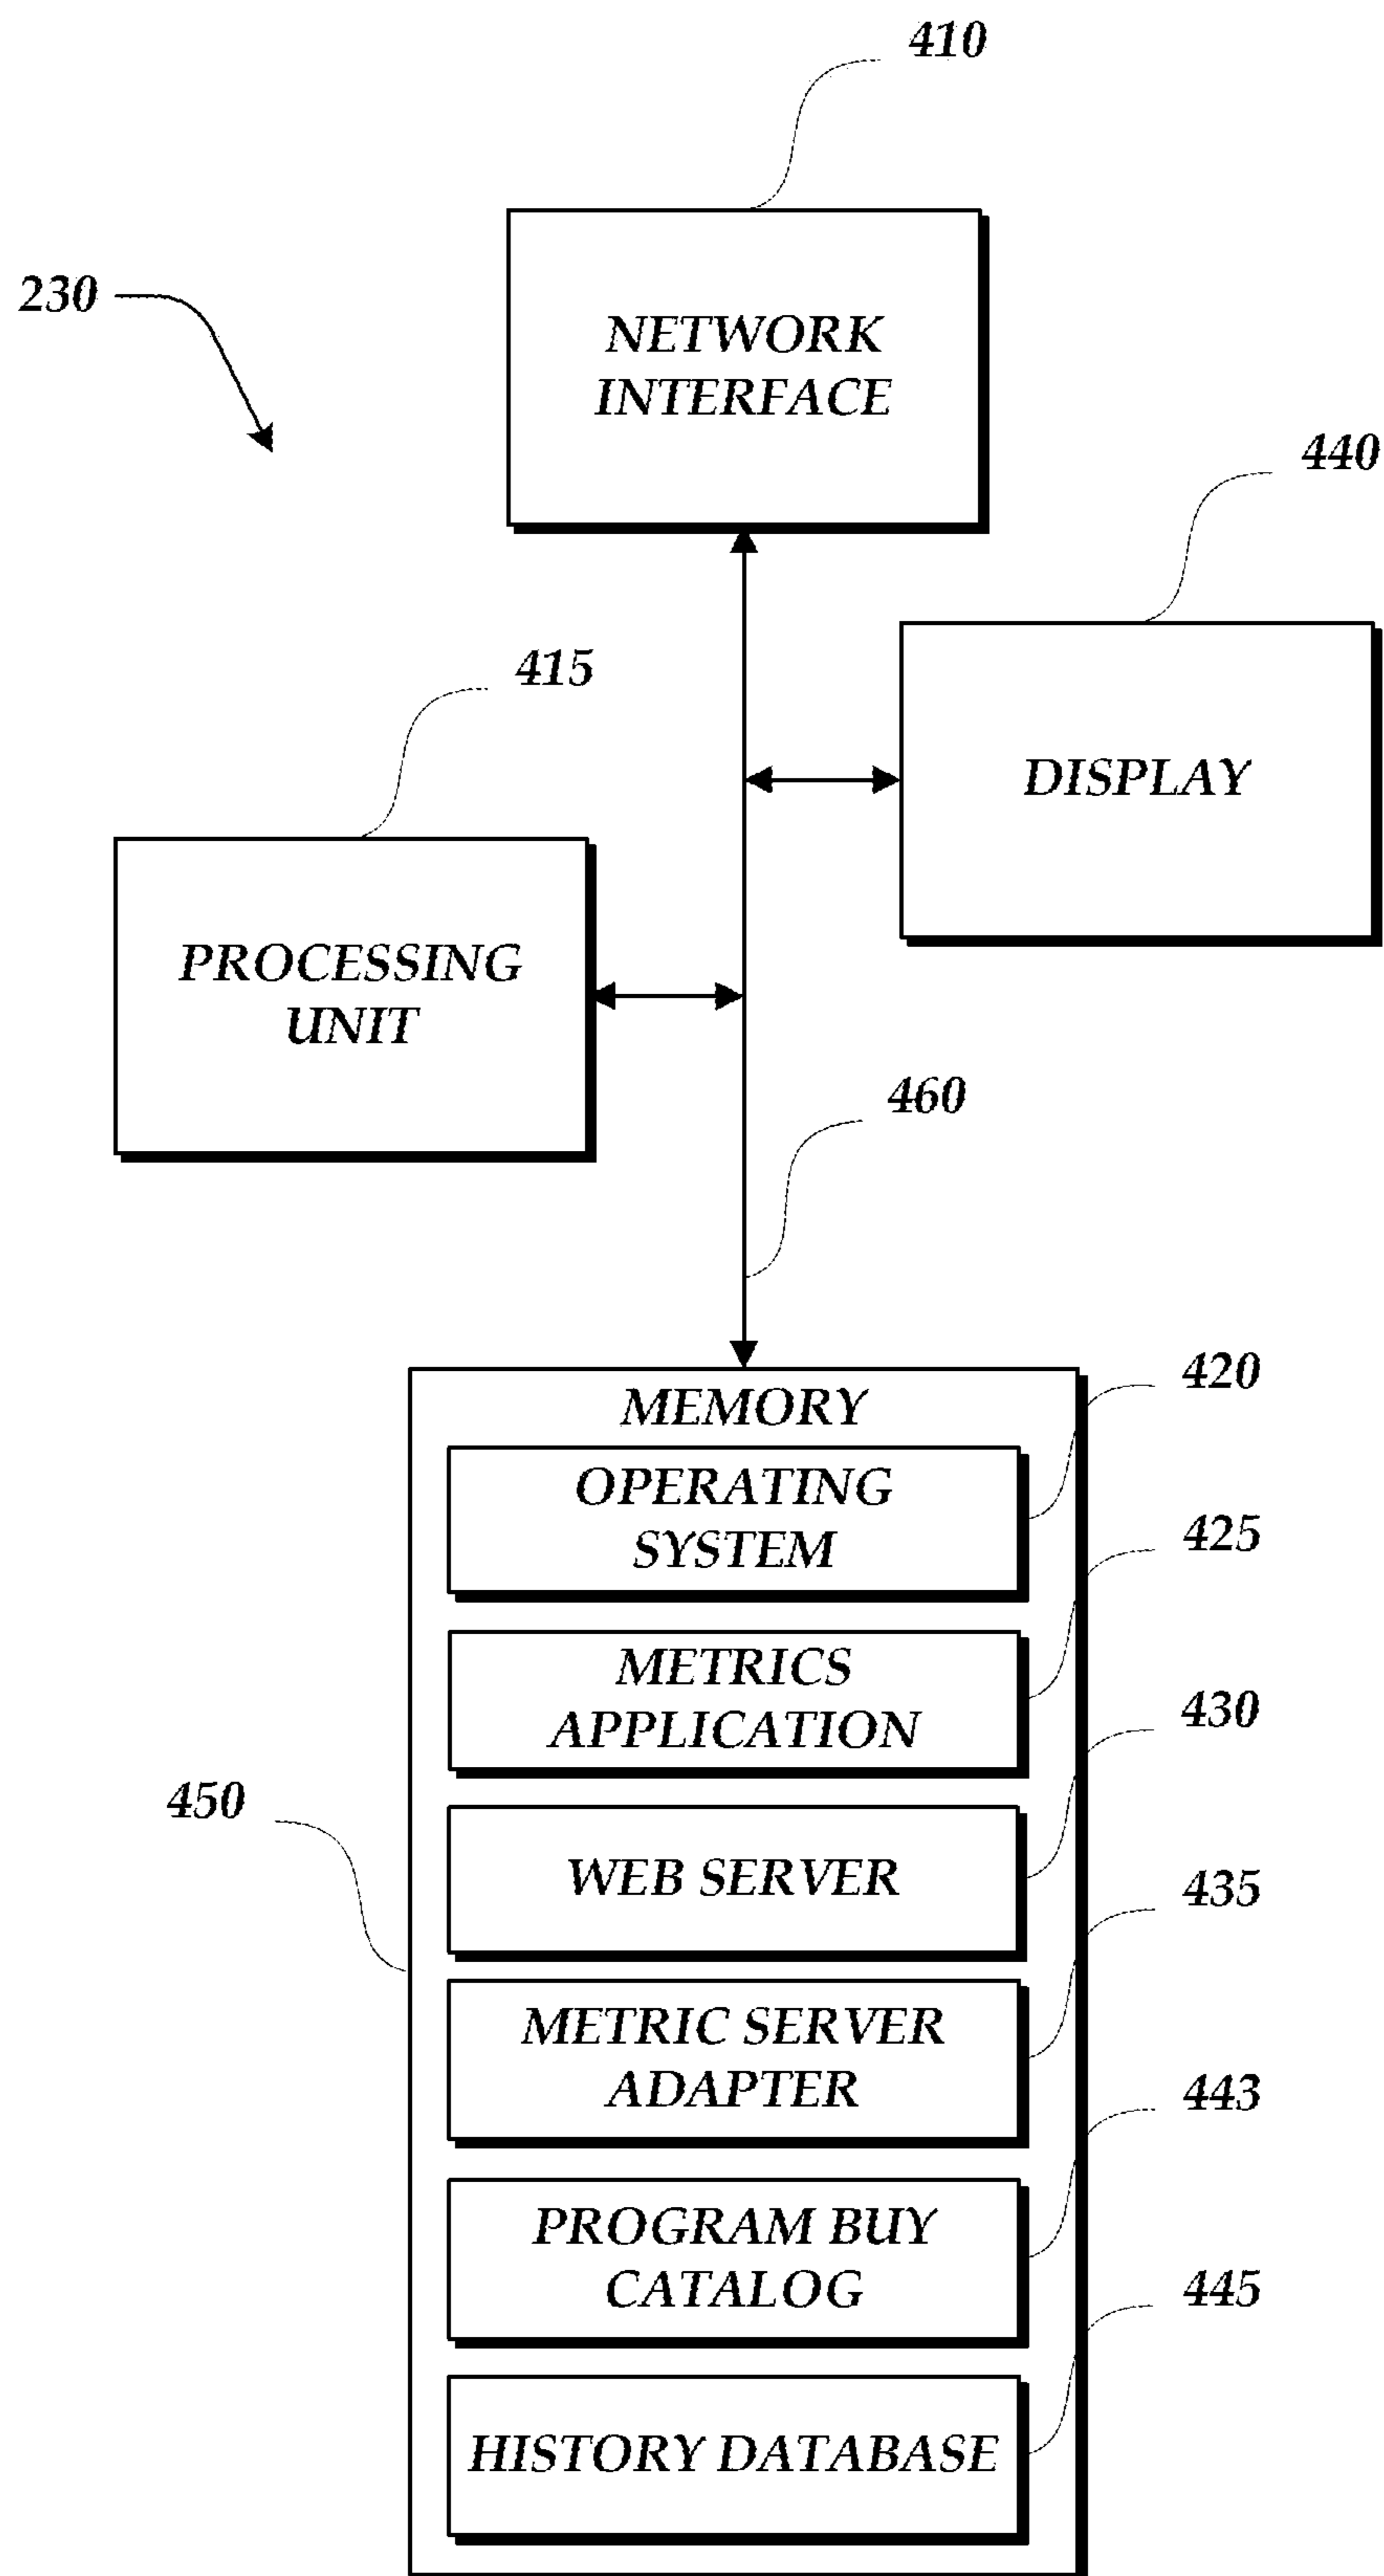 410
230
NETWORK
INTERFACE
440
415
DISPLAY
PROCESSING
UNIT
460
MEMORY
420
OPERATING
SYSTEM
425
METRICS
APPLICATION
430
450
WEB SERVER
435
METRIC SERVER
ADAPTER
443
PROGRAM BUY
CATALOG
445
HISTORY DATABASE